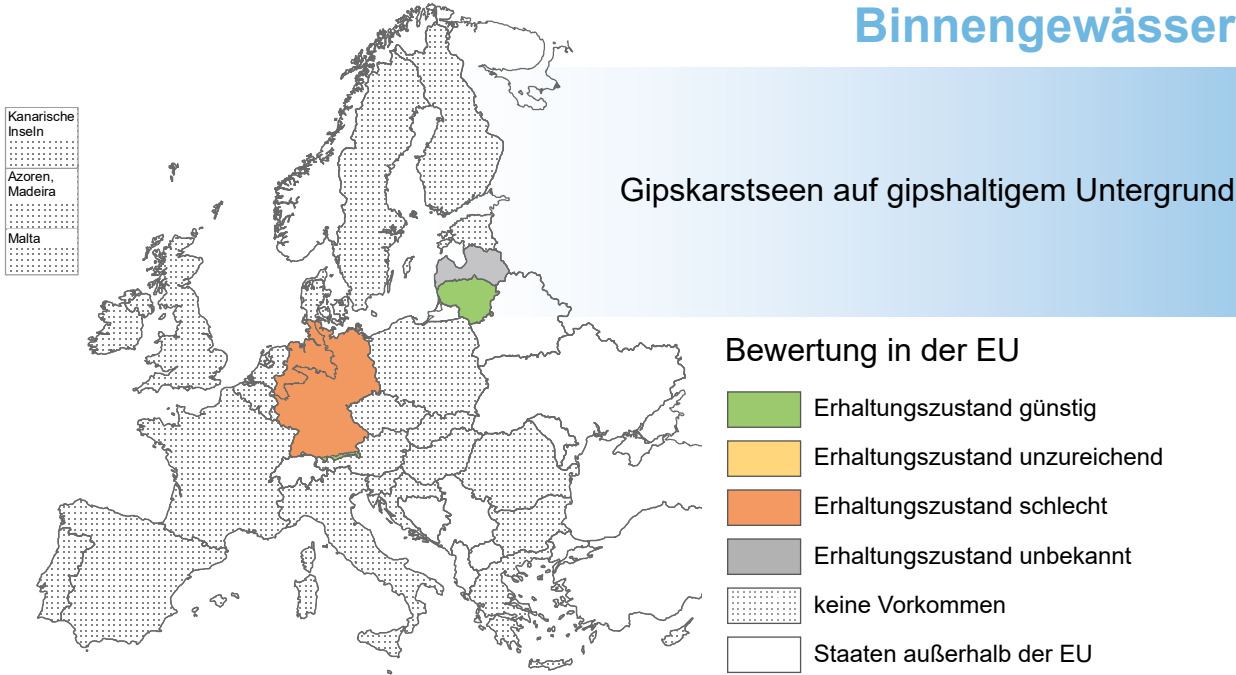 Binnengewässer
Kanarische
Inseln
Azoren,
Madeira
Malta
Gipskarstseen auf gipshaltigem Untergrund
Bewertung in der EU
Erhaltungszustand günstig
Erhaltungszustand unzureichend
Erhaltungszustand schlecht
Erhaltungszustand unbekannt
keine Vorkommen
Staaten außerhalb der EU